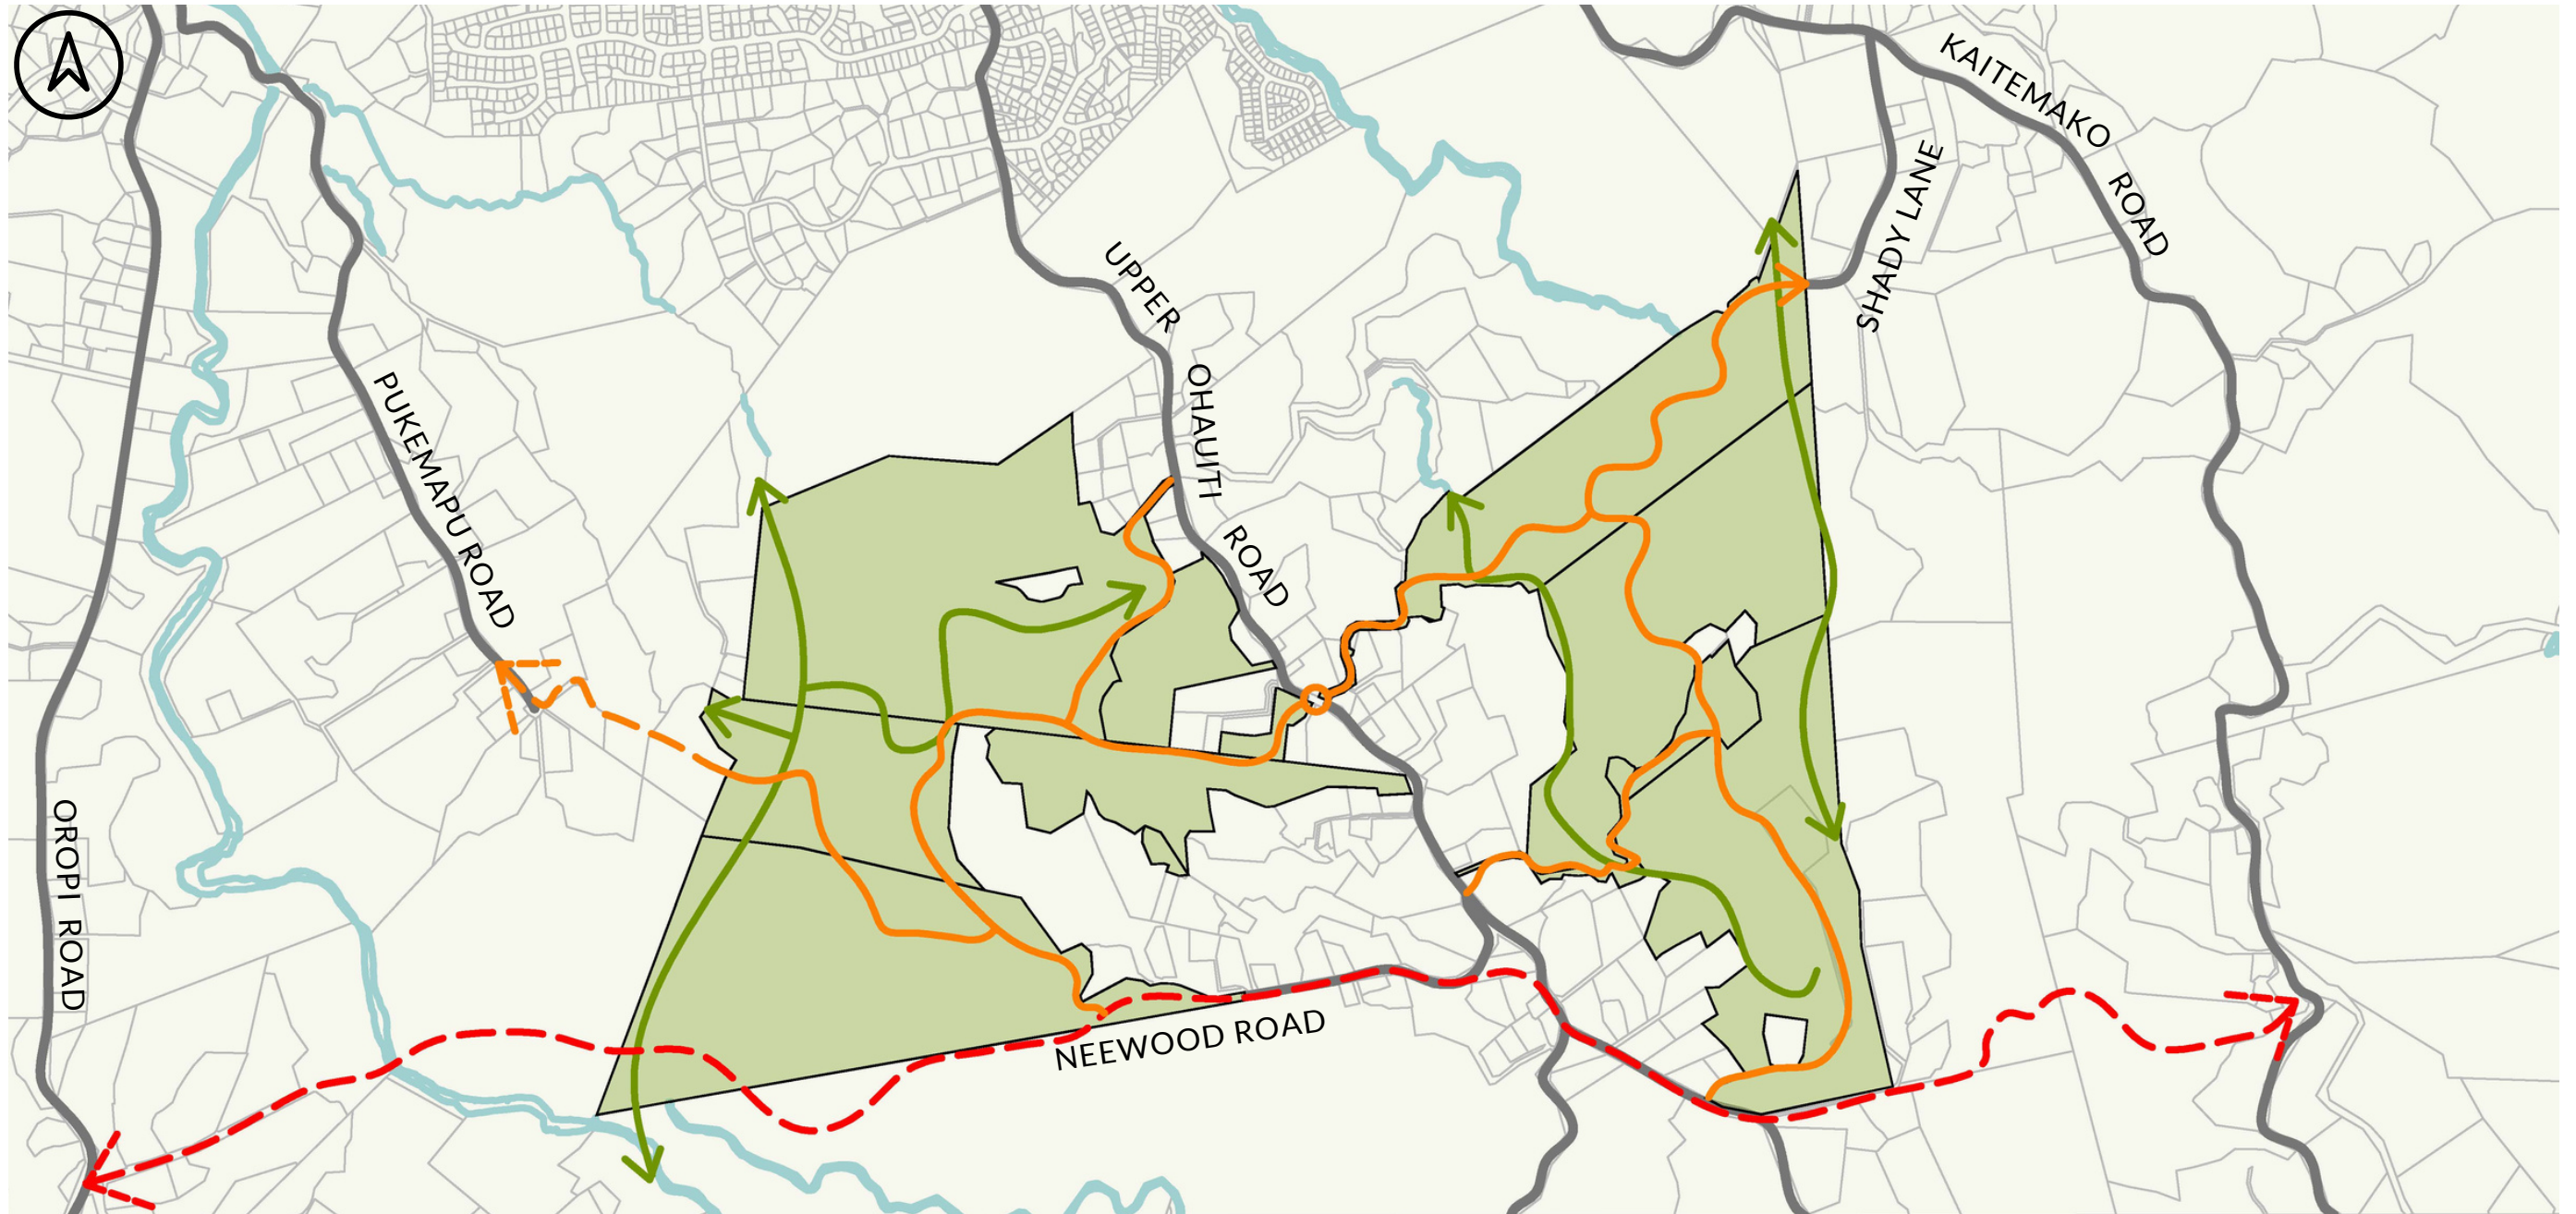 KAITEMAKO
ROAD
SHADY LANE
UPPER
OHAUITI
ROAD
PUKEMAPU ROAD
OROPI ROAD
NEEWOOD ROAD